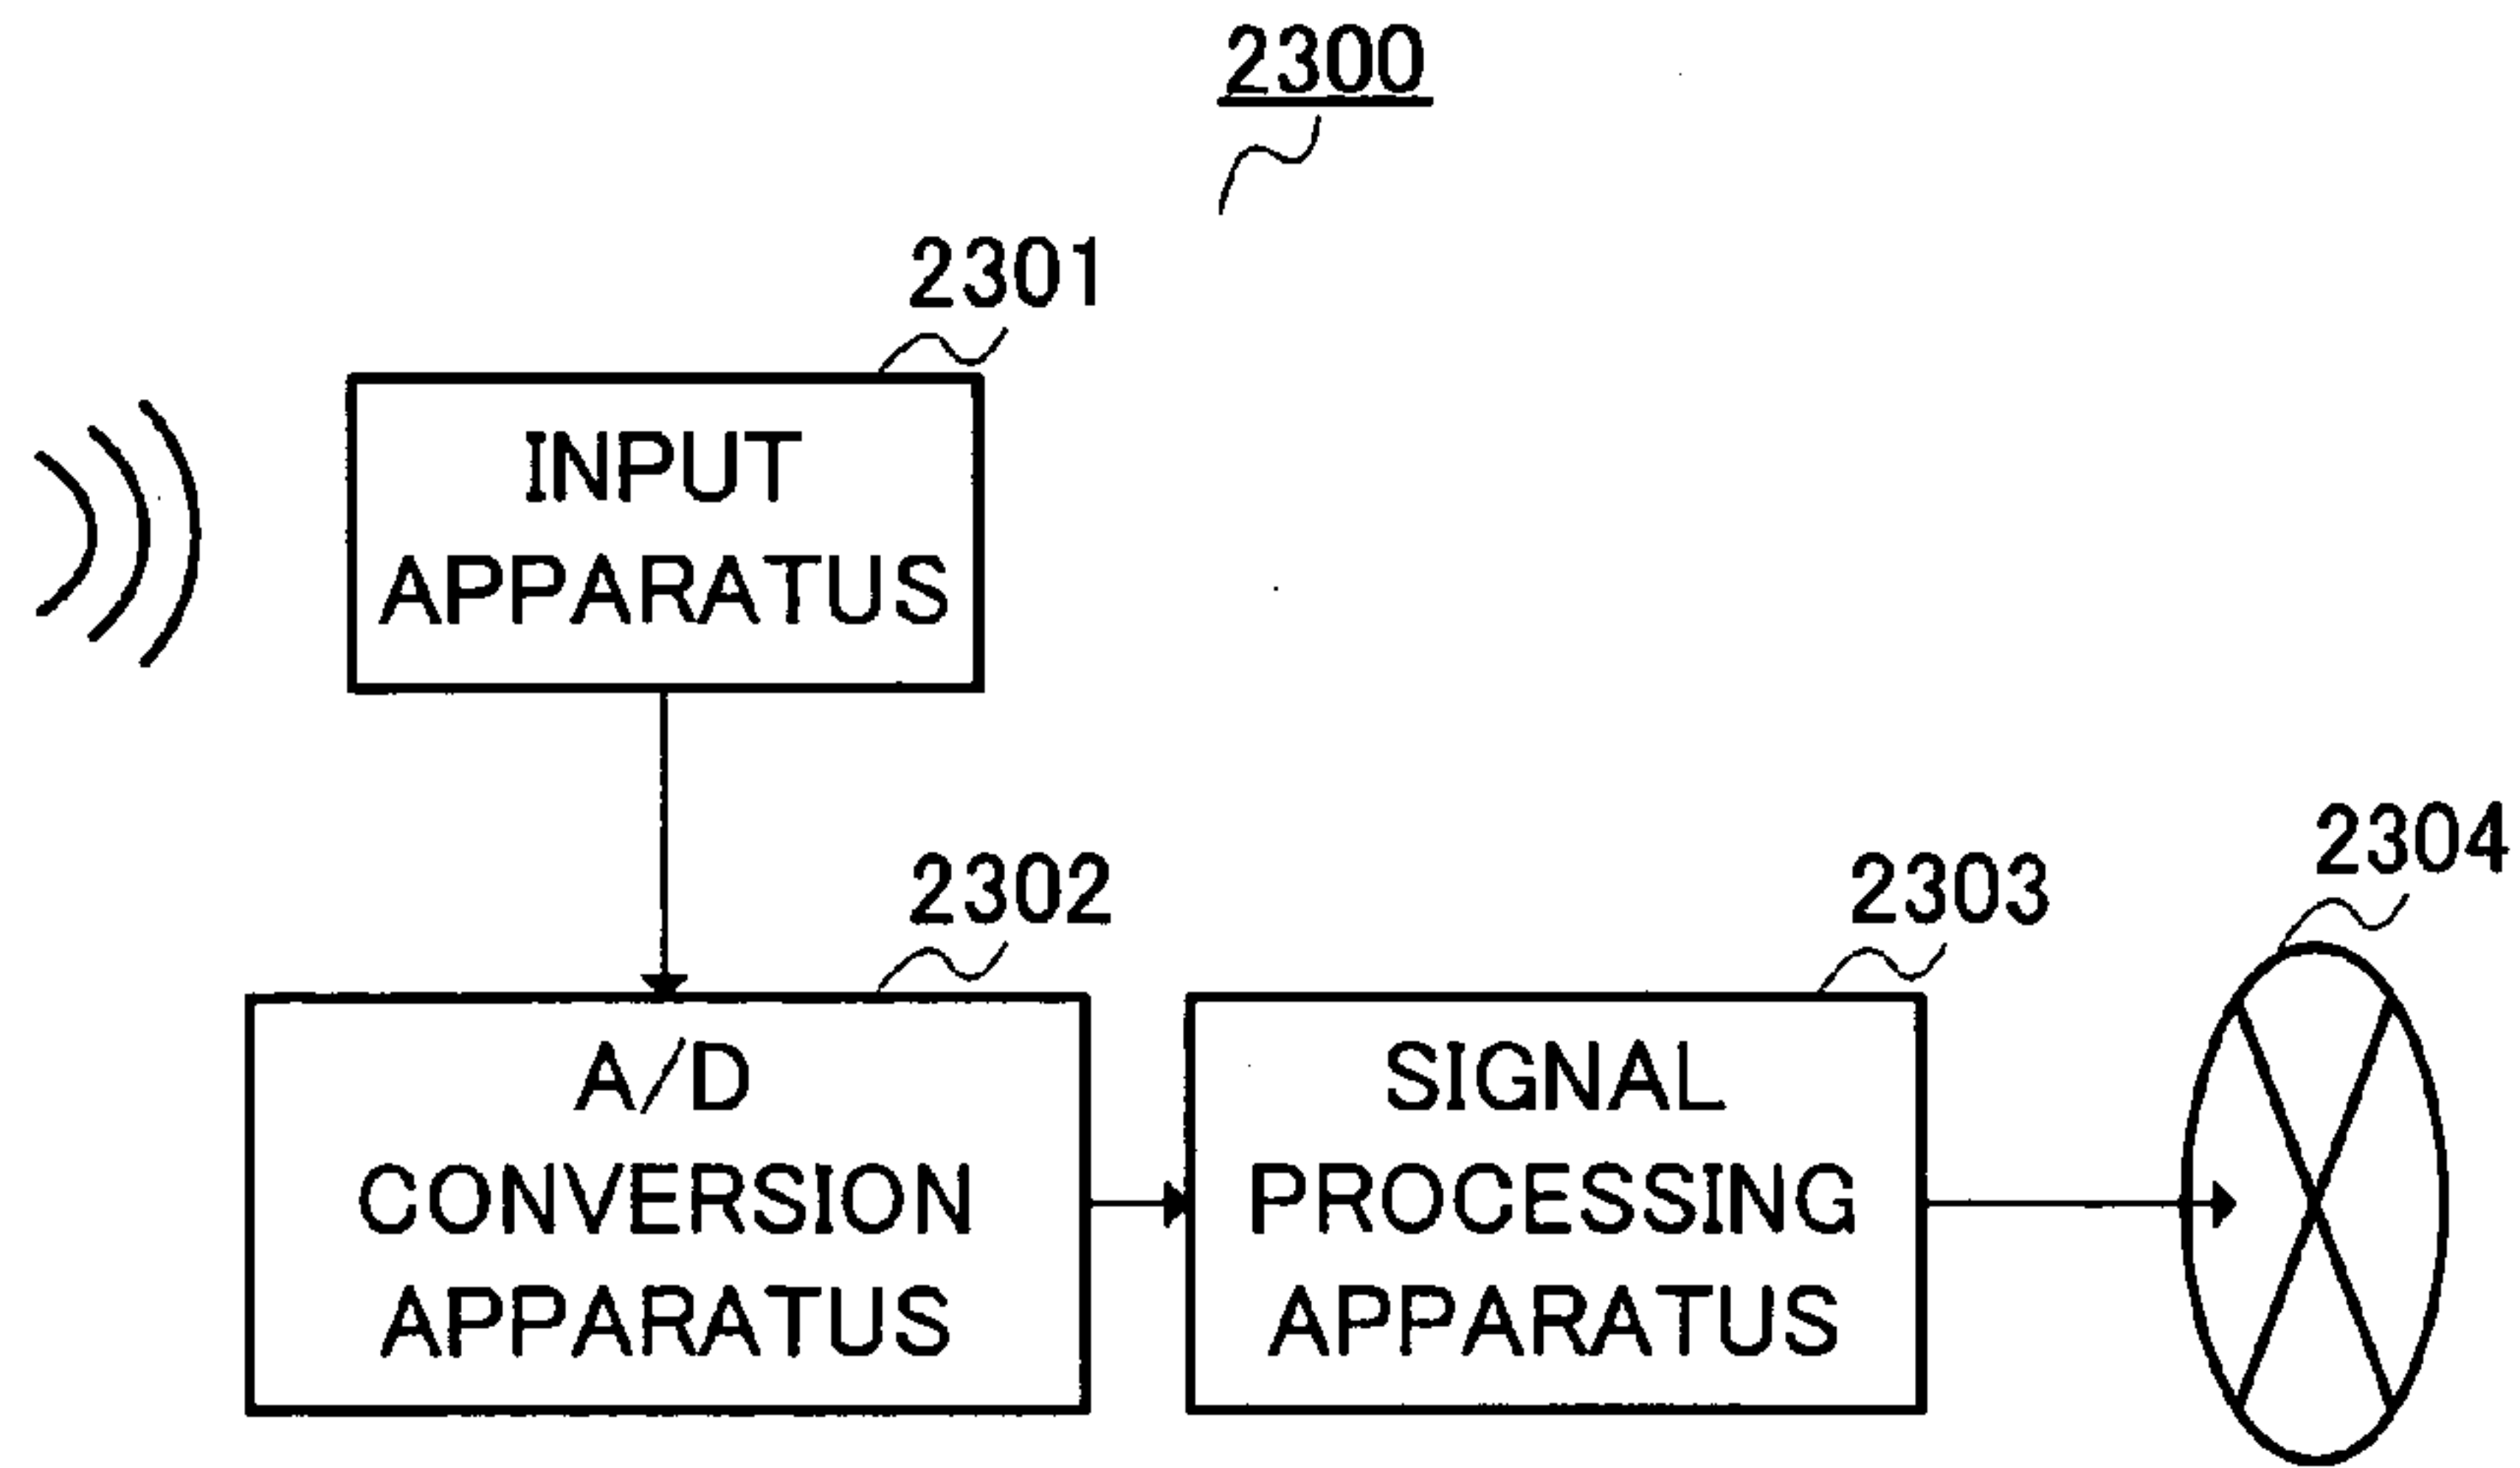 2300
2301
INPUT
APPARATUS
2302
2303
2304
A/D
CONVERSION
APPARATUS
SIGNAL
PROCESSING
APPARATUS